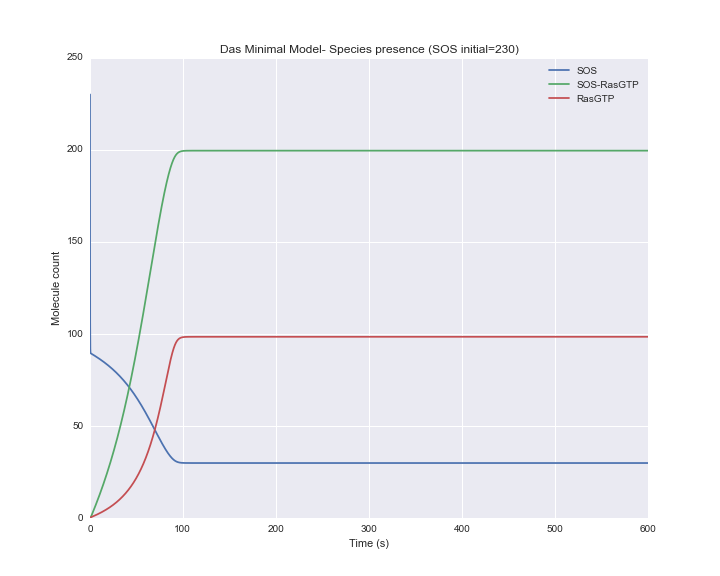 Das Minimal Model- Species presence (SOS initial=230)
250
200
150
100
50
0
Molecule count
SOS
SOS-RasGTP
RasGTP
0 100 200 300 400 500 600
Time (s)